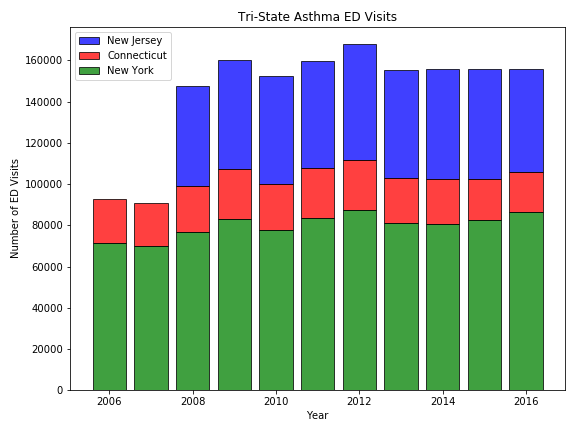 Tri-State Asthma ED Visits
New Jersey
Connecticut
New York
160000
140000
120000
100000
80000
60000
40000
20000
0
Number of ED Visits
2006 2008 2010 2012 2014 2016
Year